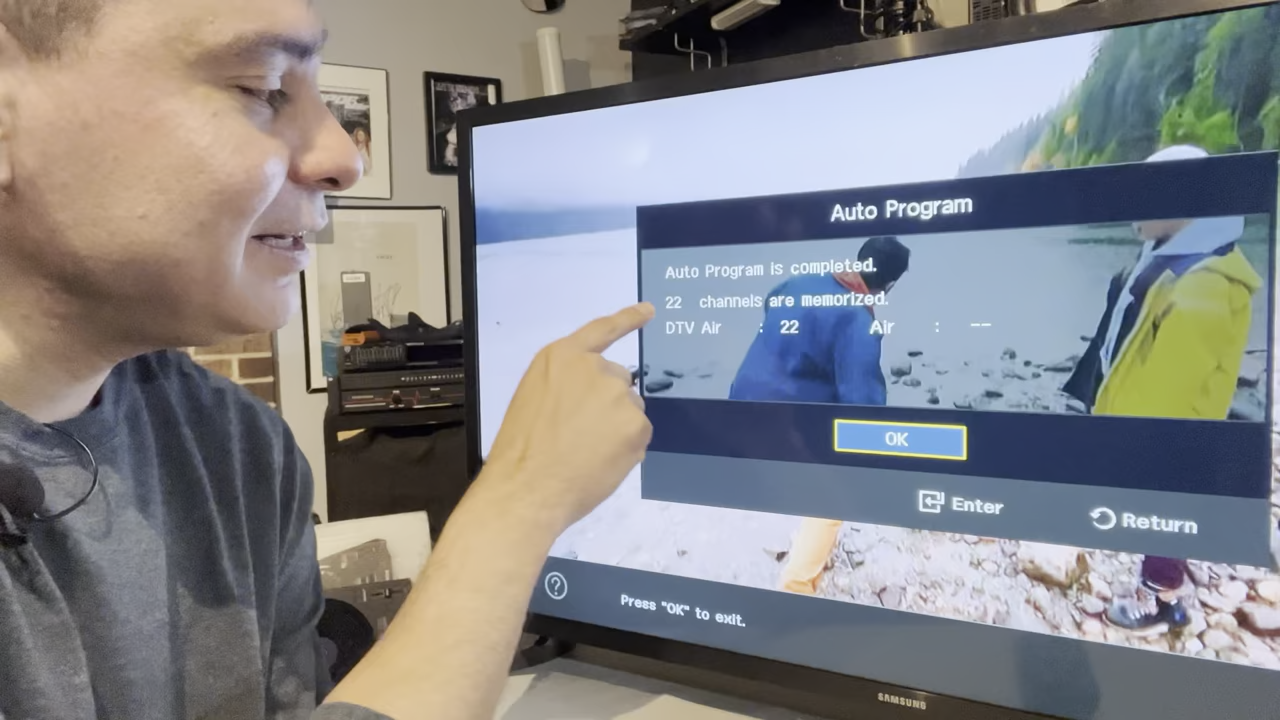 Auto Program
Auto Program is completed.
22 channels are memorized.
DTV Air : 22 Air : --
OK
Enter
Return
? Press "OK" to exit.
SAMSUNG